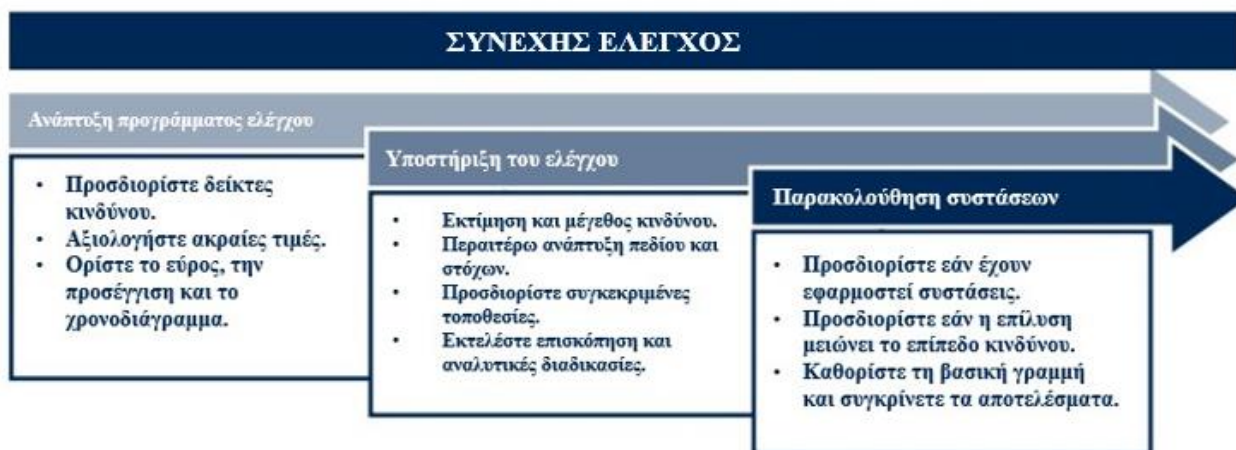 ΣΥΝΕΧΗΣ ΕΛΕΓΧΟΣ
Ανάπτυξη προγράμματος ελέγχου
• Προσδιορίστε δείκτες
κινδύνου.
• Αξιολογήστε ακραίες τιμές.
• Ορίστε το εύρος, την
προσέγγιση και το
χρονοδιάγραμμα.
Υποστήριξη του ελέγχου
• Εκτίμηση και μέγεθος κινδύνου.
• Περαιτέρω ανάπτυξη πεδίου και
στόχων.
• Προσδιορίστε συγκεκριμένες
τοποθεσίες.
• Εκτελέστε επισκόπηση και
αναλυτικές διαδικασίες.
Παρακολούθηση συστάσεων
• Προσδιορίστε εάν έχουν
εφαρμοστεί συστάσεις.
• Προσδιορίστε εάν η επίλυση
μειώνει το επίπεδο κινδύνου.
• Καθορίστε τη βασική γραμμή
και συγκρίνετε τα αποτελέσματα.